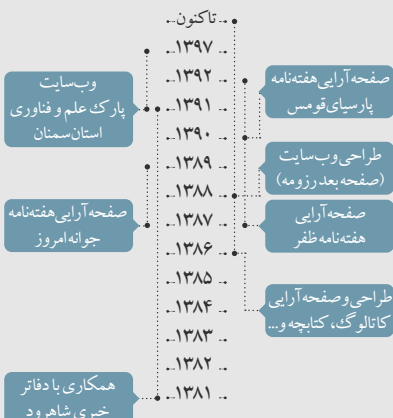 تاکنون
۱۳۹۷
۱۳۹۲
۱۳۹۱
۱۳۹۰
۱۳۸۹
۱۳۸۸
۱۳۸۷
۱۳۸۶
۱۳۸۵
۱۳۸۴
۱۳۸۳
۱۳۸۲
۱۳۸۱
صفحه آرایی هفته‌نامه
پارسیای قومس
طراحی وب سایت
(صفحه بعد رزومه)
صفحه آرایی
هفته‌نامه ظفر
طراحی و صفحه آرایی
کاتالوگ، کتابچه و...
وب سایت
پارک علم و فناوری
استان سمنان
صفحه آرایی هفته‌نامه
جوانه امروز
همکاری با دفاتر
خبری شاهرود